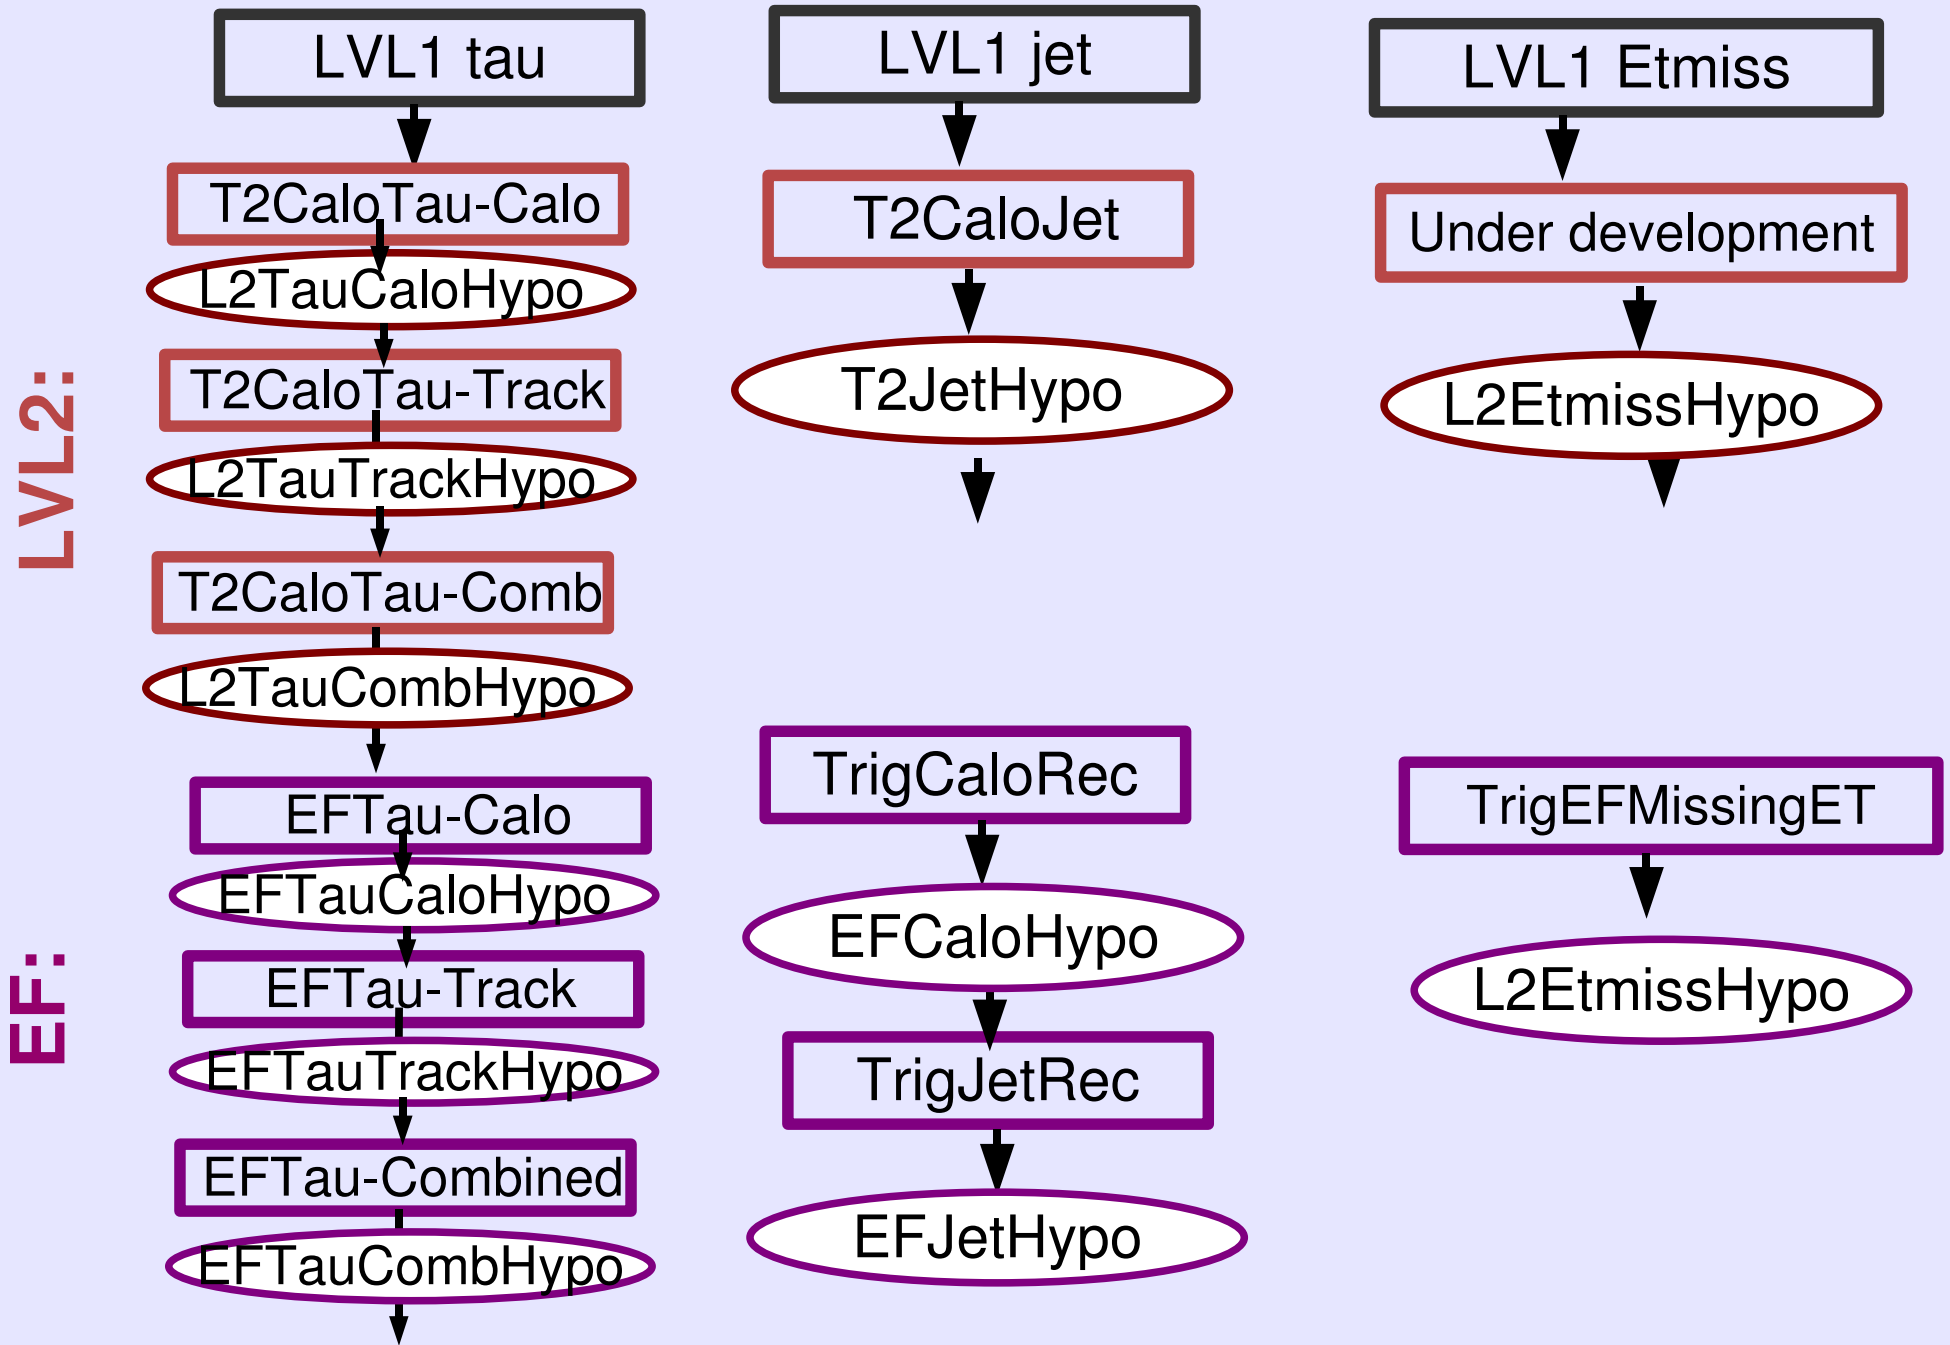 LVL1 tau
T2CaloTau-Calo
L2TauCaloHypo
T2CaloTau-Track
L2TauTrackHypo
T2CaloTau-Comb
L2TauCombHypo
EFTau-Calo
EFTauCaloHypo
EFTau-Track
EFTauTrackHypo
EFTau-Combined
EFTauCombHypo
LVL1 jet
T2CaloJet
T2JetHypo
TrigCaloRec
EFCaloHypo
TrigJetRec
EFJetHypo
LVL1 Etmiss
Under development
L2EtmissHypo
TrigEFMissingET
L2EtmissHypo
LVL2:
EF: